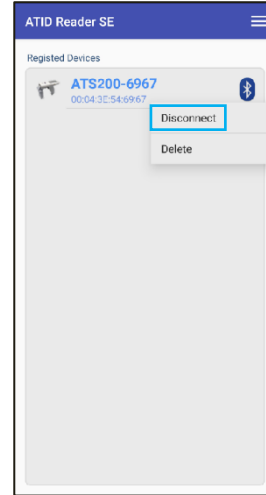 ATID Reader SE
Registed Devices
ATS200-6967
00:04:3E:54:69:67
Disconnect
Delete